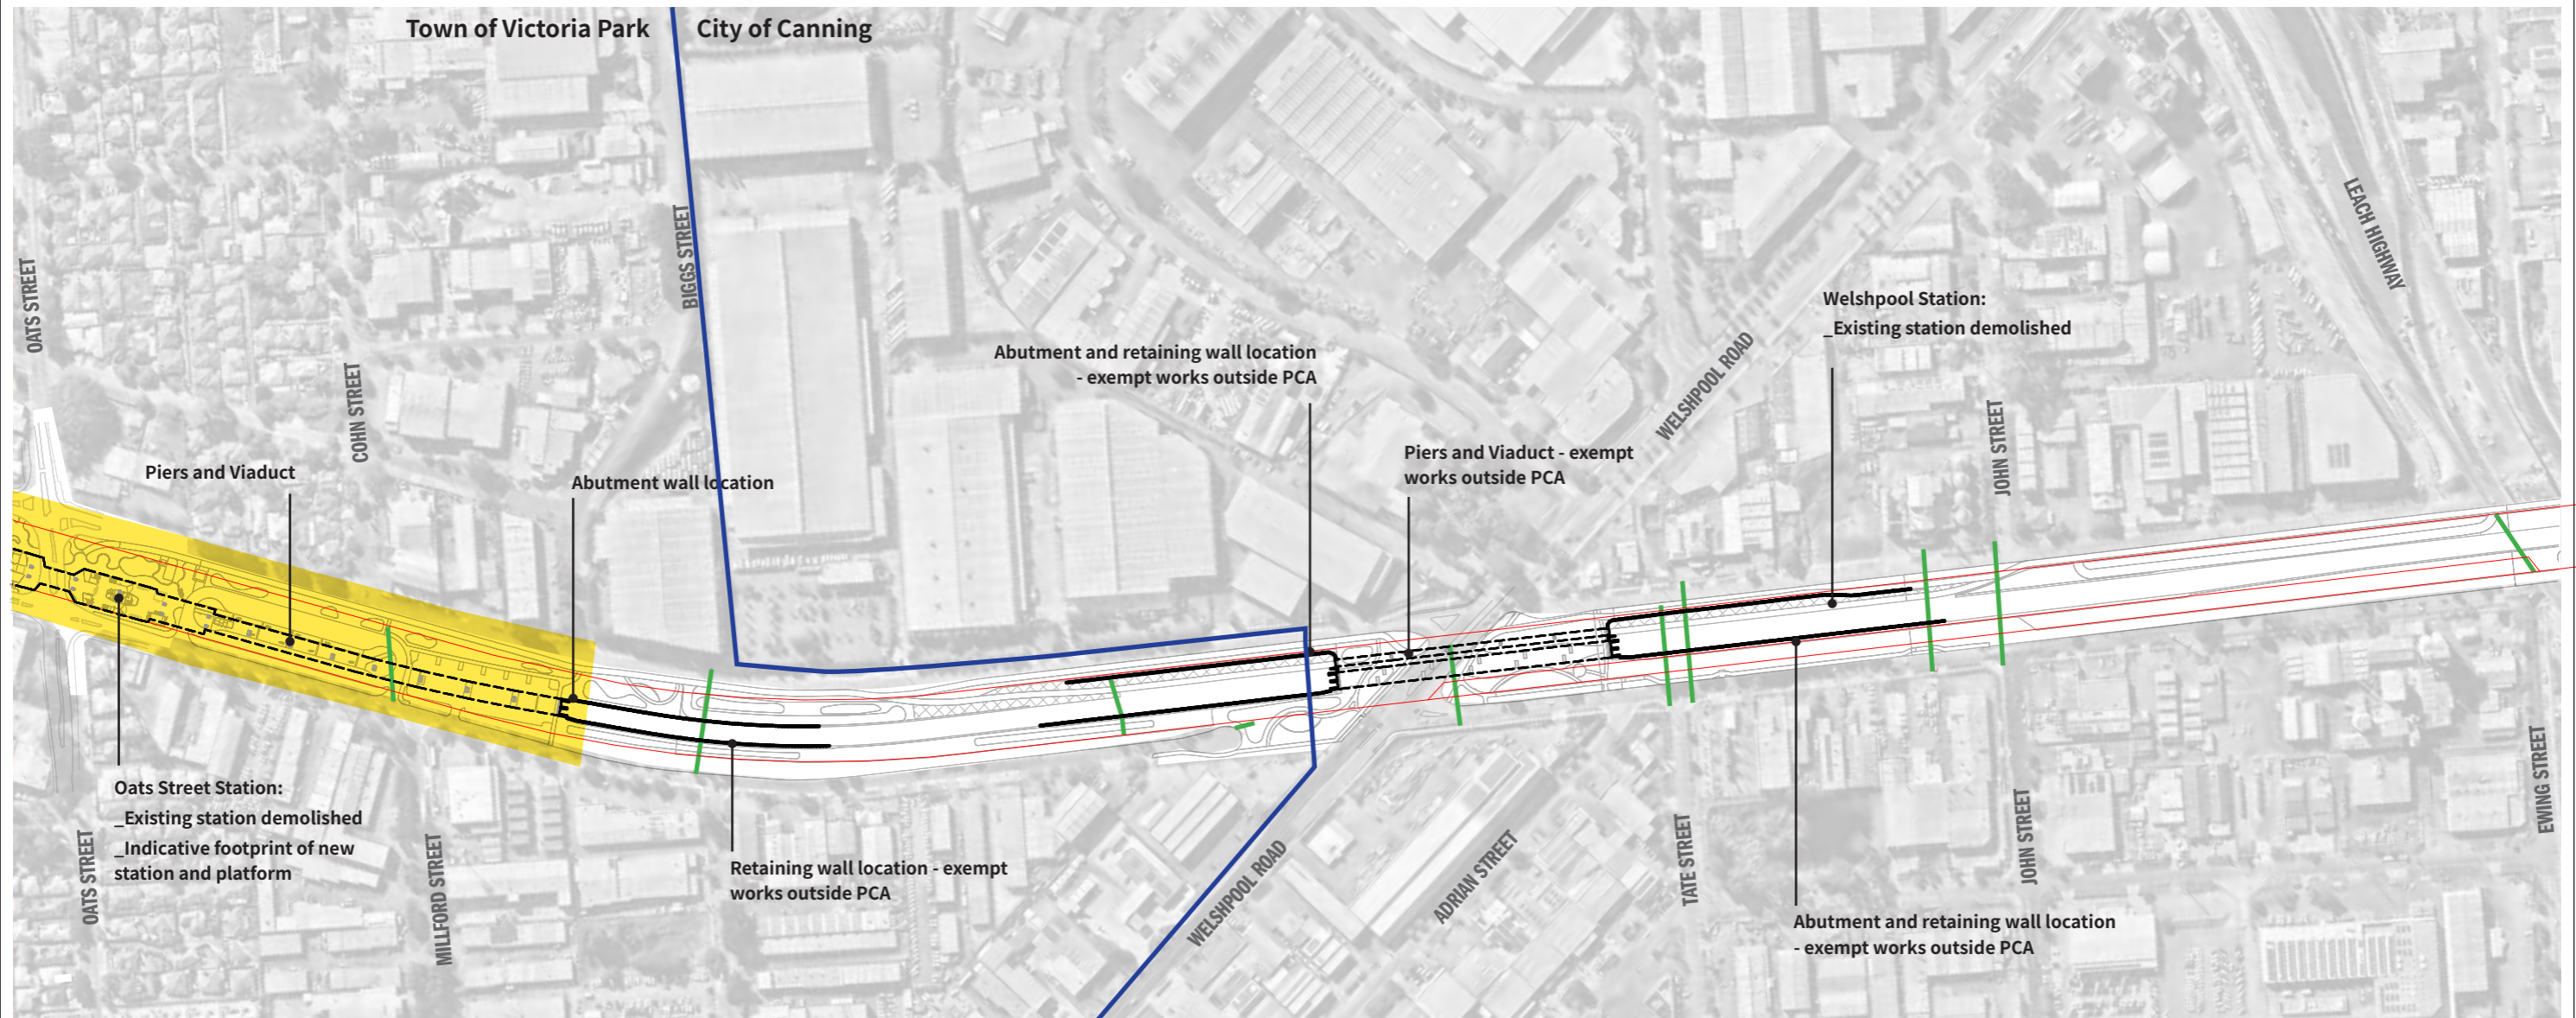 Town of Victoria Park
City of Canning
OATS STREET
BIGGS STREET
LEACH HIGHWAY
COHN STREET
WELSHPOOL ROAD
JOHN STREET
Welshpool Station:
_Existing station demolished
Abutment and retaining wall location
- exempt works outside PCA
Piers and Viaduct - exempt
works outside PCA
Piers and Viaduct
Abutment wall location
Oats Street Station:
_Existing station demolished
_Indicative footprint of new
station and platform
OATS STREET
MILLFORD STREET
Retaining wall location - exempt
works outside PCA
WELSHPOOL ROAD
ADRIAN STREET
TATE STREET
Abutment and retaining wall location
- exempt works outside PCA
JOHN STREET
EWING STREET